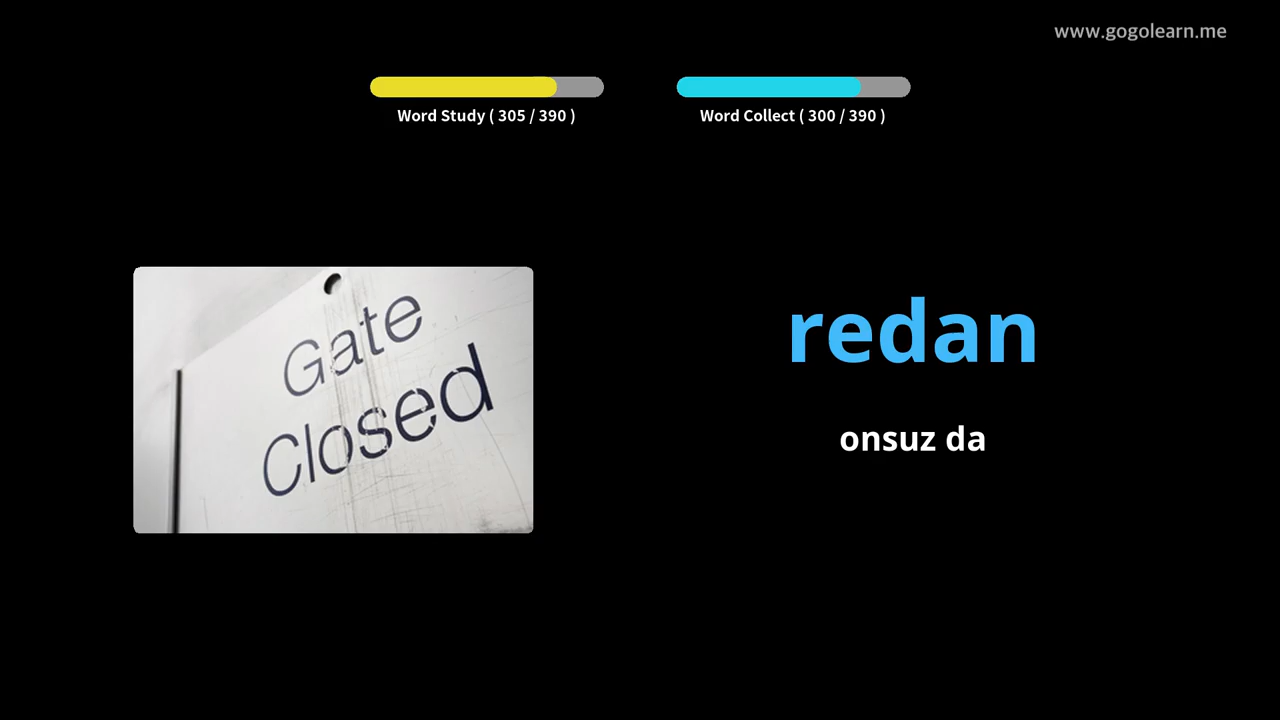 www.gogolearn.me
Word Study ( 305 / 390 )
Word Collect ( 300 / 390 )
Gate
Closed
redan
onsuz da